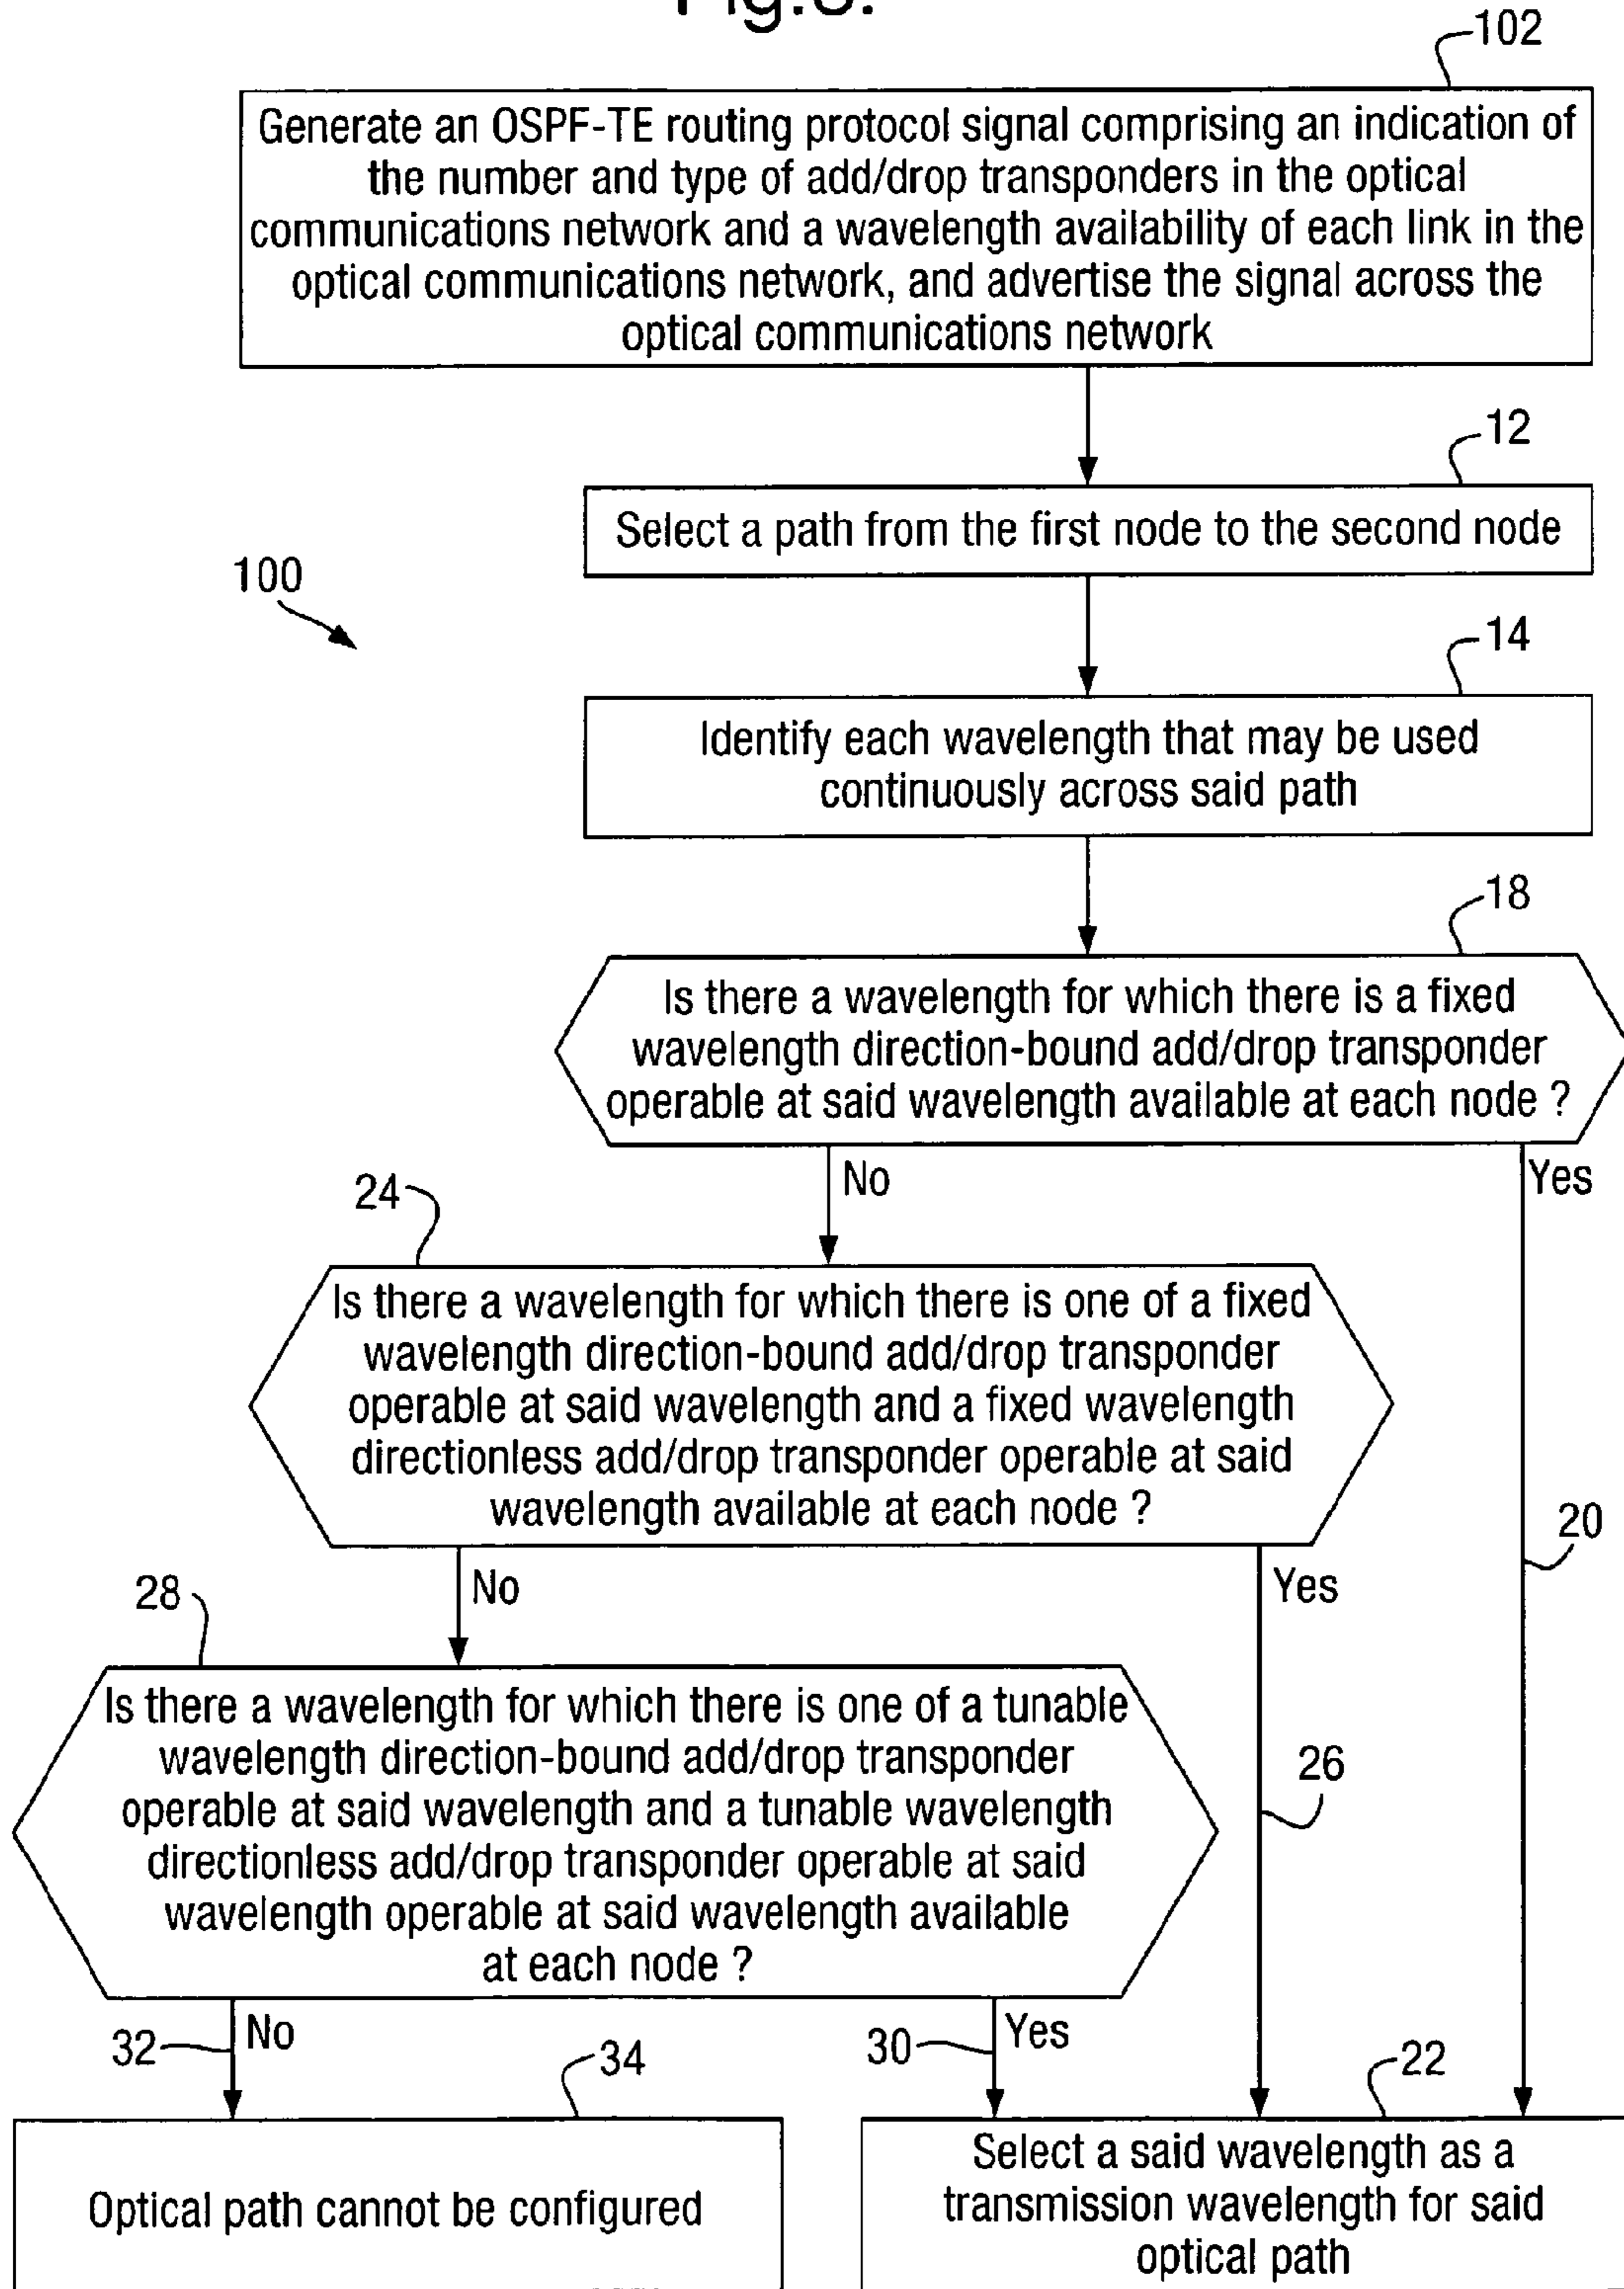 102
Generate an OSPF-TE routing protocol signal comprising an indication of
the number and type of add/drop transponders in the optical
communications network and a wavelength availability of each link in the
optical communications network, and advertise the signal across the
optical communications network
12
Select a path from the first node to the second node
100
14
Identify each wavelength that may be used
continuously across said path
18
Is there a wavelength for which there is a fixed
wavelength direction-bound add/drop transponder
operable at said wavelength available at each node ?
No
Yes
24
Is there a wavelength for which there is one of a fixed
wavelength direction-bound add/drop transponder
operable at said wavelength and a fixed wavelength
directionless add/drop transponder operable at said
wavelength available at each node ?
20
No
Yes
28
Is there a wavelength for which there is one of a tunable
wavelength direction-bound add/drop transponder
operable at said wavelength and a tunable wavelength
directionless add/drop transponder operable at said
wavelength operable at said wavelength available
at each node ?
26
32
No
30
Yes
34
22
Optical path cannot be configured
Select a said wavelength as a
transmission wavelength for said
optical path